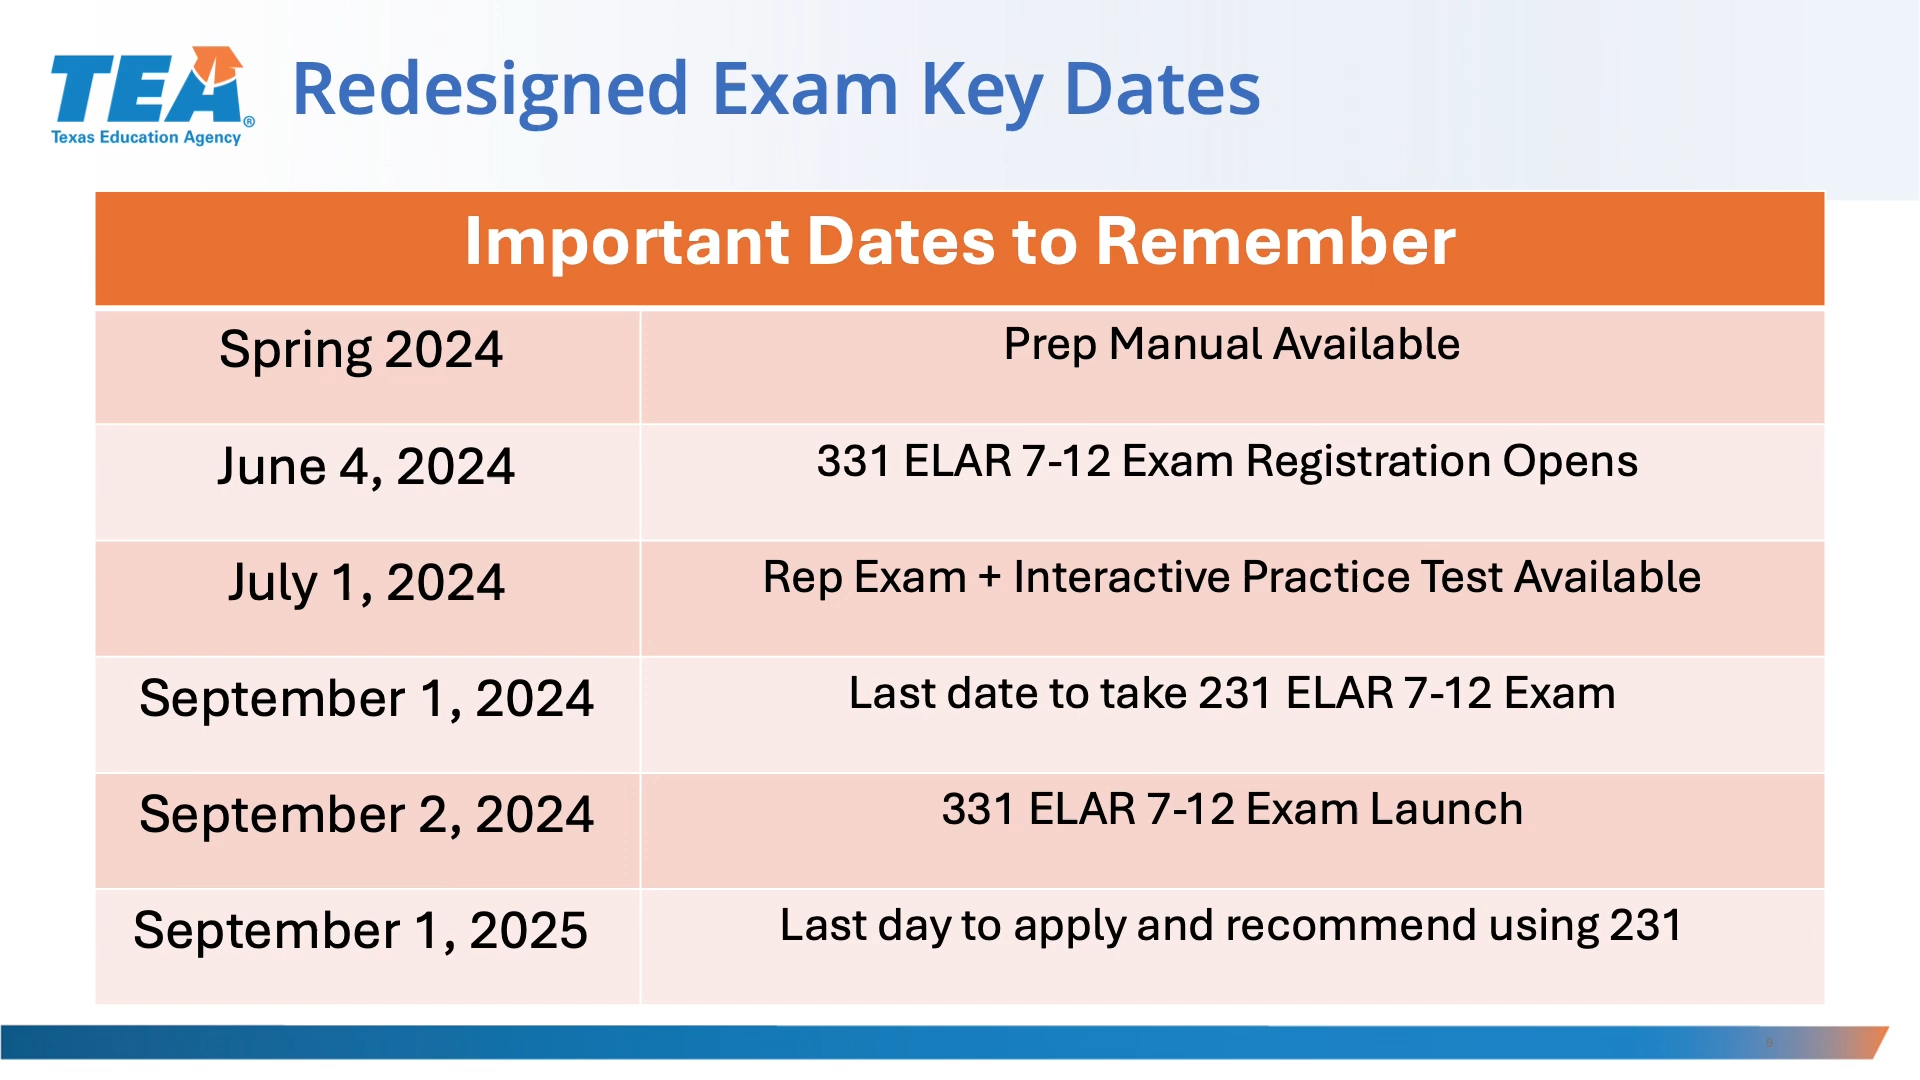 TEA®
Texas Education Agency
Redesigned Exam Key Dates
Important Dates to Remember
Spring 2024
Prep Manual Available
June 4, 2024
331 ELAR 7-12 Exam Registration Opens
July 1, 2024
Rep Exam + Interactive Practice Test Available
September 1, 2024
Last date to take 231 ELAR 7-12 Exam
September 2, 2024
331 ELAR 7-12 Exam Launch
September 1, 2025
Last day to apply and recommend using 231